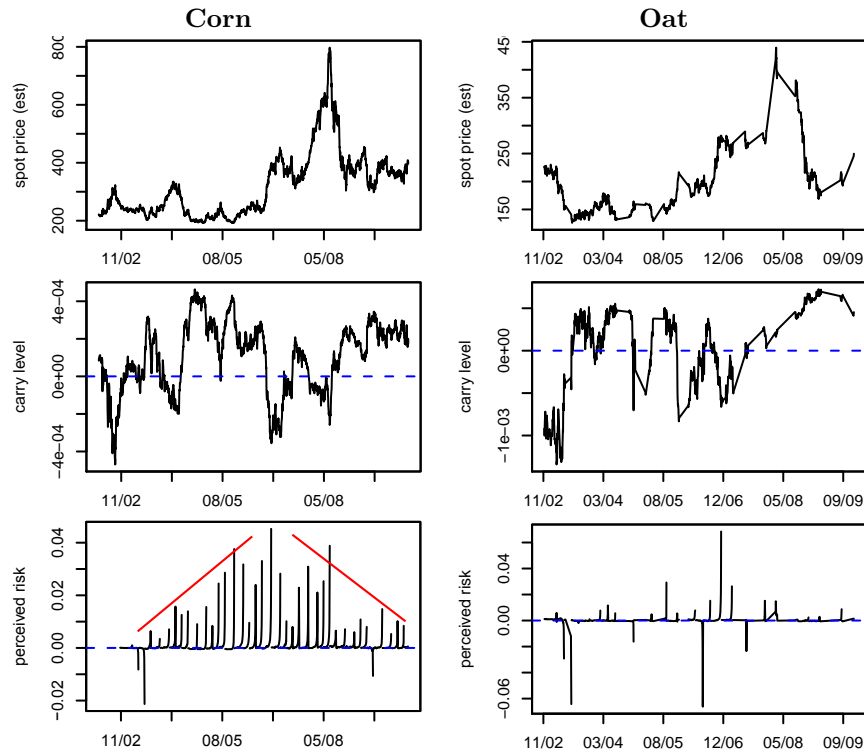 Corn Oat
spot price (est) 200 400 600 800
11/02 08/05 05/08
spot price (est) 150 250 350 45
11/02 03/04 08/05 12/06 05/08 09/09
carry level -4e-04 0e+00 4e-04
11/02 08/05 05/08
carry level -1e-03 0e+00
11/02 03/04 08/05 12/06 05/08 09/09
perceived risk -0.02 0.00 0.02 0.04
11/02 08/05 05/08
perceived risk -0.06 0.00 0.04
11/02 03/04 08/05 12/06 05/08 09/09